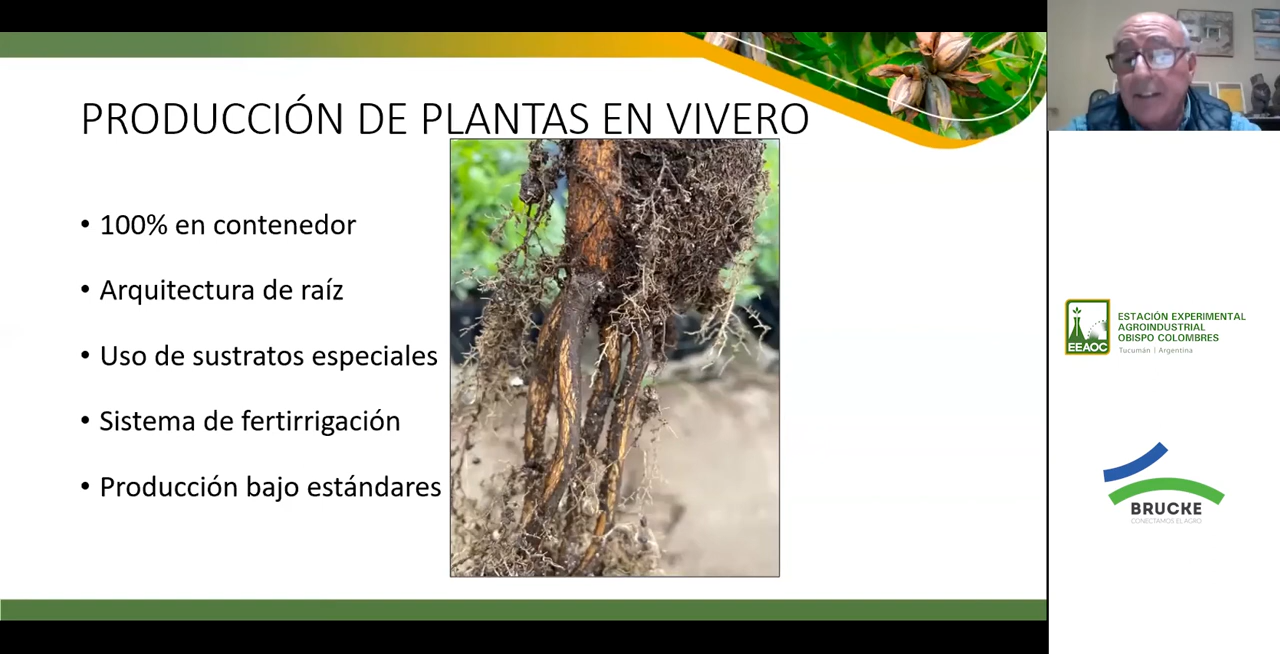 PRODUCCIÓN DE PLANTAS EN VIVERO
• 100% en contenedor
• Arquitectura de raíz
• Uso de sustratos especiales
• Sistema de fertirrigación
• Producción bajo estándares
EEAOC
ESTACIÓN EXPERIMENTAL
AGROINDUSTRIAL
OBISPO COLOMBRES
Tucumán | Argentina
BRUCKE
CONECTAMOS EL AGRO